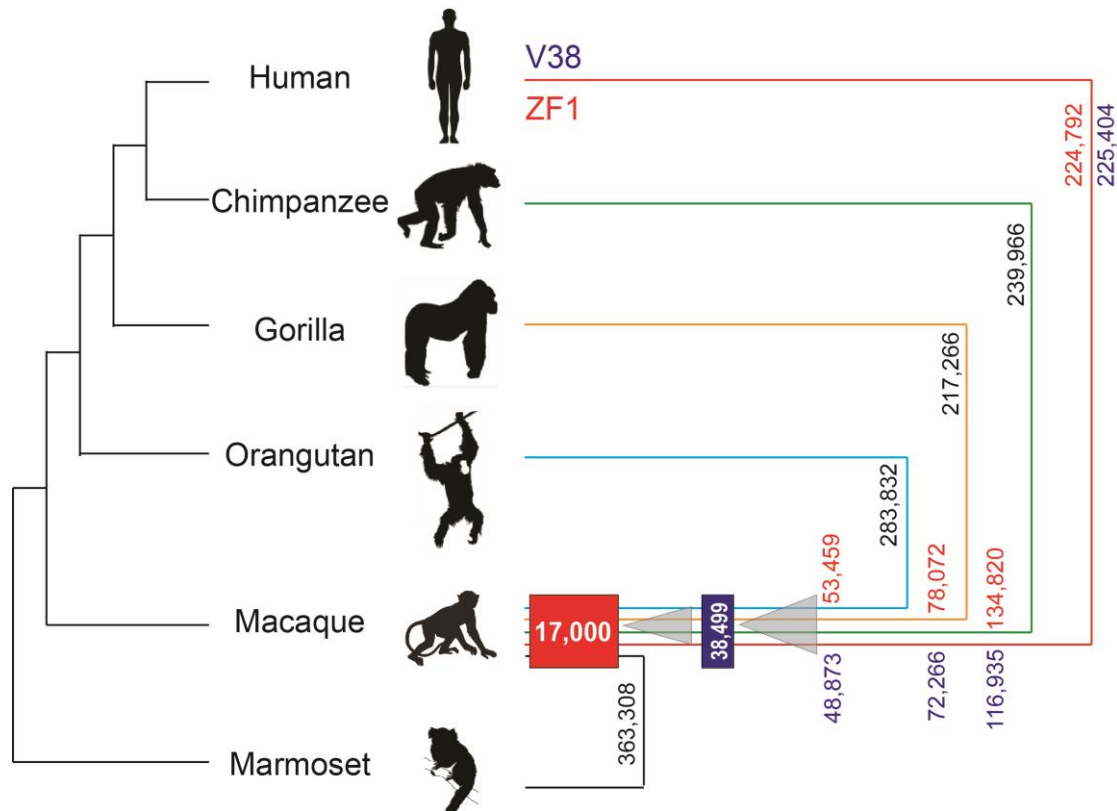 Human
V38
ZF1
224,792
225,404
Chimpanzee
239,966
Gorilla
217,266
Orangutan
283,832
53,459
78,072
134,820
Macaque
17,000
38,499
48,873
72,266
116,935
363,308
Marmoset